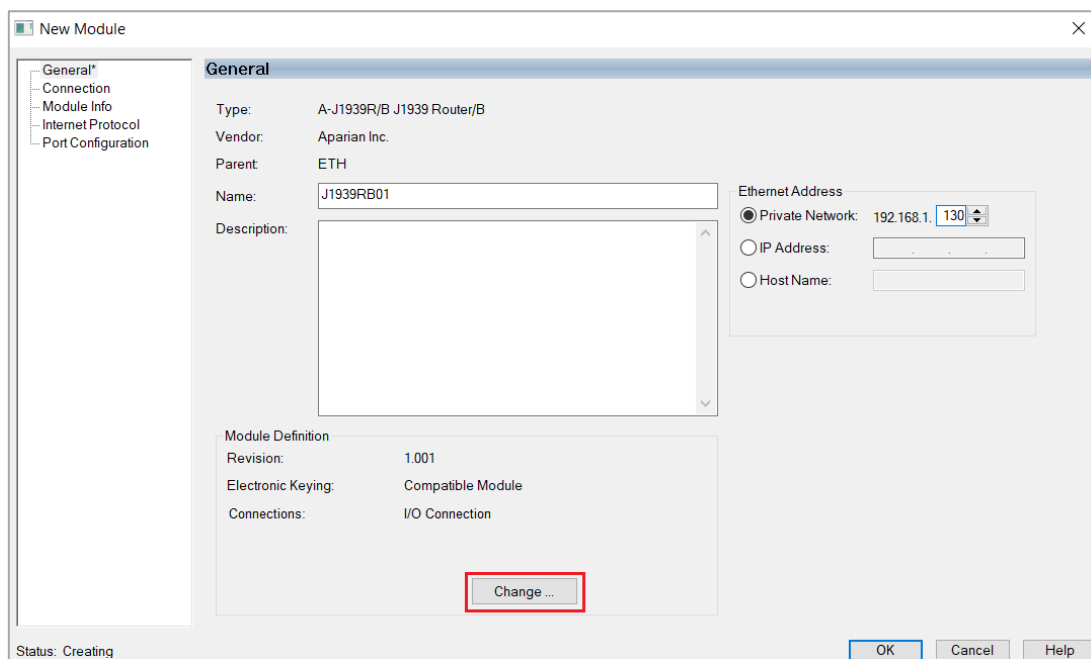 New Module
General*
Connection
Module Info
Internet Protocol
Port Configuration
General
Type: A-J1939R/B J1939 Router/B
Vendor: Aparian Inc.
Parent: ETH
Name: J1939RB01
Description:
Ethernet Address
Private Network: 192.168.1. 130
IP Address: . . .
Host Name:
Module Definition
Revision: 1.001
Electronic Keying: Compatible Module
Connections: I/O Connection
Change ...
Status: Creating
OK Cancel Help